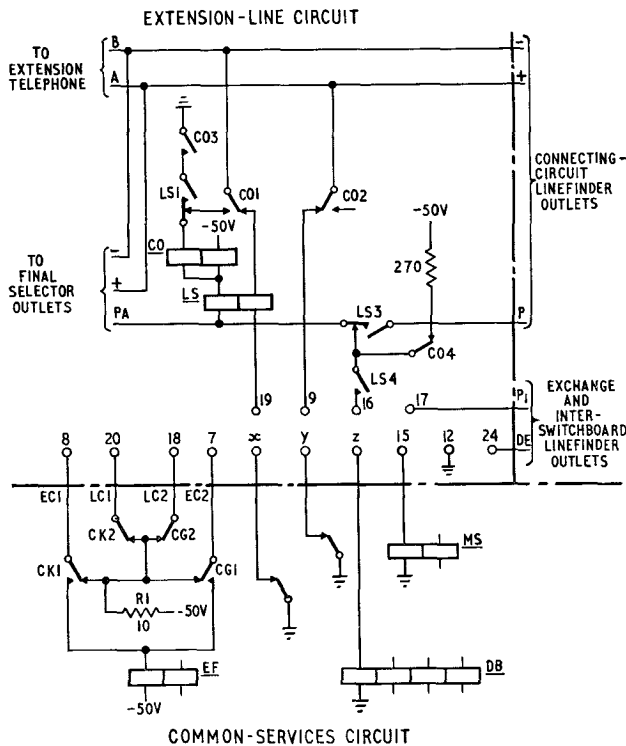 EXTENSION-LINE CIRCUIT
TO
EXTENSION
TELEPHONE
B
A
-
+
CO3
LS1
CO1
CO2
CONNECTING-
CIRCUIT
LINEFINDER
OUTLETS
-50V
-50V
CO
LS
270
TO
FINAL
SELECTOR
OUTLETS
-
+
PA
LS3
P
CO4
LS4
19
9
16
17
P1
DE
EXCHANGE
AND
INTER-
SWITCHBOARD
LINEFINDER
OUTLETS
8
20
18
7
x
y
z
15
12
24
EC1
LC1
LC2
EC2
CK2
CG2
CK1
CG1
MS
R1
10
-50V
EF
-50V
DB
COMMON-SERVICES CIRCUIT